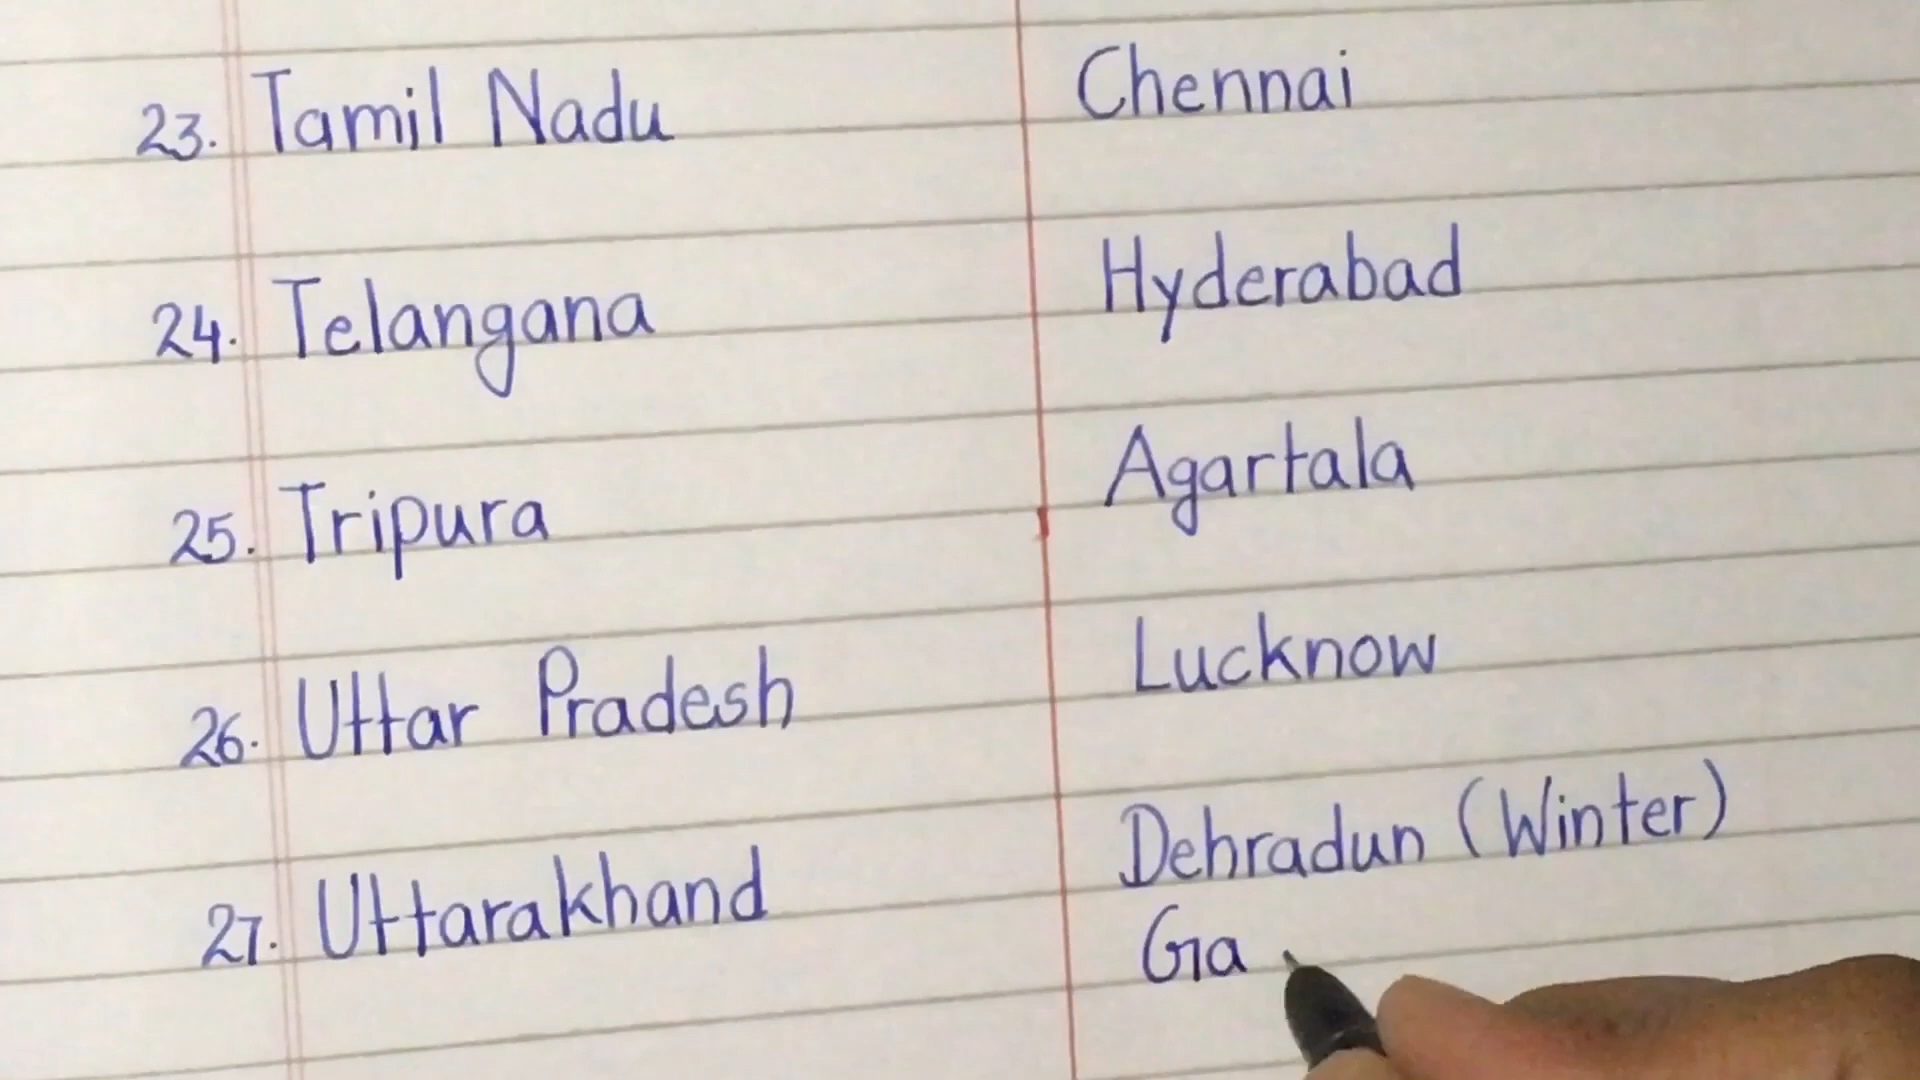 23. Tamil Nadu Chennai
24. Telangana Hyderabad
25. Tripura Agartala
26. Uttar Pradesh Lucknow
27. Uttarakhand Dehradun (Winter)
Ga